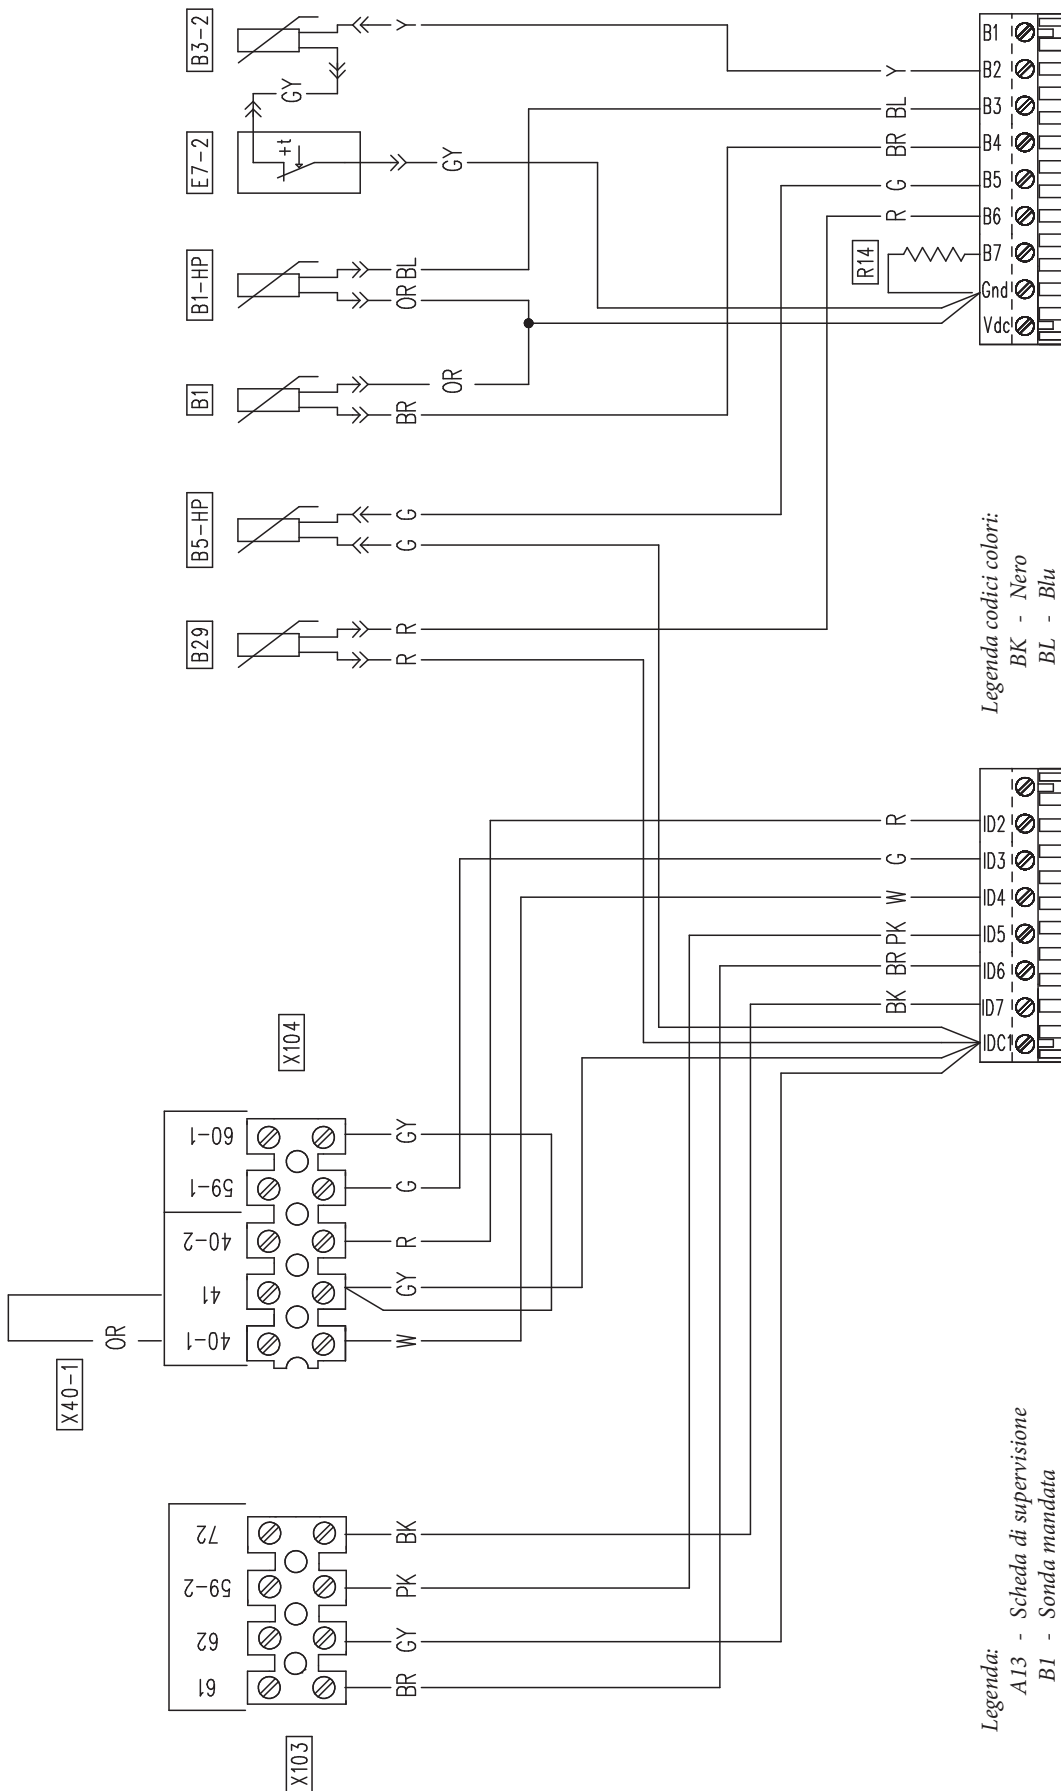 B3-2
Y
GY
E7-2
+t
GY
B1-HP
BL
OR
B1
OR
BR
B5-HP
G
G
B29
R
R
Y
BL
BR
G
R
R14
B1
B2
B3
B4
B5
B6
B7
Gnd
Vdc
Legenda codici colori:
BK - Nero
BL - Blu
R
G
W
PK
BR
BK
ID2
ID3
ID4
ID5
ID6
ID7
IDC1
X104
60-1
59-1
40-2
41
40-1
GY
G
R
GY
W
OR
X40-1
72
59-2
62
61
BK
PK
GY
BR
X103
Legenda:
A13 - Scheda di supervisione
B1 - Sonda mandata